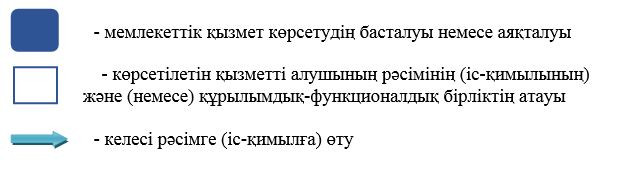 - мемлекеттік қызмет көрсетудің басталуы немесе аяқталуы
- көрсетілетін қызметті алушының рәсімінің (іс-қимылының)
және (немесе) құрылымдық-функционалдық бірліктің атауы
- келесі рәсімге (іс-қимылға) өту